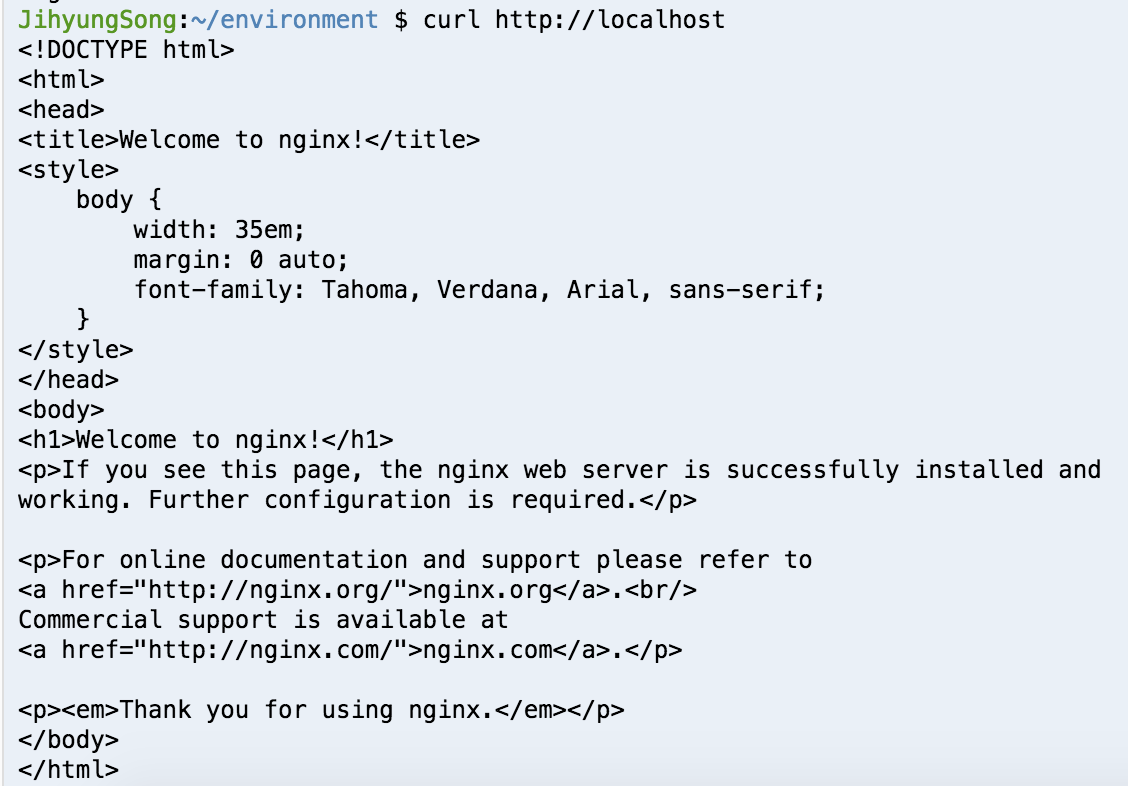 JihyungSong:~/environment $ curl http://localhost
<!DOCTYPE html>
<html>
<head>
<title>Welcome to nginx!</title>
<style>
    body {
        width: 35em;
        margin: 0 auto;
        font-family: Tahoma, Verdana, Arial, sans-serif;
    }
</style>
</head>
<body>
<h1>Welcome to nginx!</h1>
<p>If you see this page, the nginx web server is successfully installed and
working. Further configuration is required.</p>

<p>For online documentation and support please refer to
<a href="http://nginx.org/">nginx.org</a>.<br/>
Commercial support is available at
<a href="http://nginx.com/">nginx.com</a>.</p>

<p><em>Thank you for using nginx.</em></p>
</body>
</html>